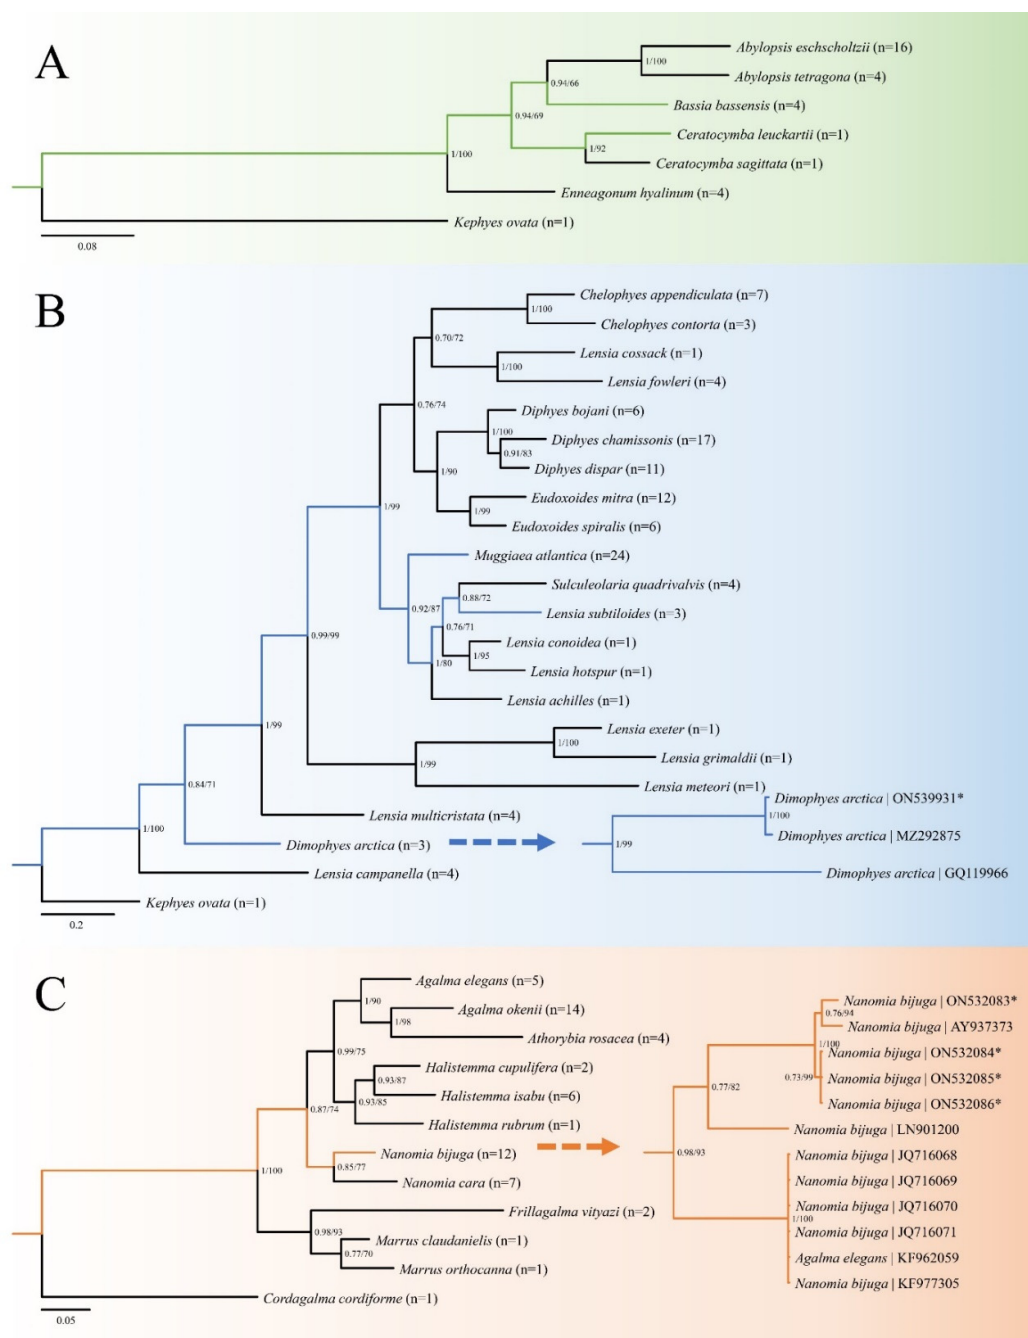 A
Abylopsis eschscholtzii (n=16)
1/100
Abylopsis tetragona (n=4)
0.94/66
Bassia bassensis (n=4)
0.94/69
Ceratocymba leuckartii (n=1)
1/92
Ceratocymba sagittata (n=1)
1/100
Enneagonum hyalinum (n=4)
Kephyes ovata (n=1)
0.08
B
Chelophyes appendiculata (n=7)
1/100
Chelophyes contorta (n=3)
0.70/72
Lensia cossack (n=1)
1/100
Lensia fowleri (n=4)
0.76/74
Diphyes bojani (n=6)
1/100
Diphyes chamissonis (n=17)
0.91/83
Diphyes dispar (n=11)
1/90
Eudoxoides mitra (n=12)
1/99
Eudoxoides spiralis (n=6)
1/99
Muggiaea atlantica (n=24)
0.92/87
Sulculeolaria quadrivalvis (n=4)
0.88/72
Lensia subtiloides (n=3)
0.76/71
Lensia conoidea (n=1)
1/95
Lensia hotspur (n=1)
1/80
Lensia achilles (n=1)
0.99/99
Lensia exeter (n=1)
1/100
Lensia grimaldii (n=1)
1/99
Lensia meteori (n=1)
1/99
Lensia multicristata (n=4)
0.84/71
Dimophyes arctica (n=3)
1/100
Lensia campanella (n=4)
Kephyes ovata (n=1)
0.2
Dimophyes arctica | ON539931*
1/100
Dimophyes arctica | MZ292875
1/99
Dimophyes arctica | GQ119966
C
Agalma elegans (n=5)
1/90
Agalma okenii (n=14)
1/98
Athorybia rosacea (n=4)
0.99/75
Halistemma cupulifera (n=2)
0.93/87
Halistemma isabu (n=6)
0.93/85
Halistemma rubrum (n=1)
0.87/74
Nanomia bijuga (n=12)
0.85/77
Nanomia cara (n=7)
1/100
Frillagalma vityazi (n=2)
0.98/93
Marrus claudanielis (n=1)
0.77/70
Marrus orthocanna (n=1)
Cordagalma cordiforme (n=1)
0.05
Nanomia bijuga | ON532083*
0.76/94
Nanomia bijuga | AY937373
1/100
Nanomia bijuga | ON532084*
0.73/99
Nanomia bijuga | ON532085*
Nanomia bijuga | ON532086*
0.77/82
Nanomia bijuga | LN901200
0.98/93
Nanomia bijuga | JQ716068
Nanomia bijuga | JQ716069
Nanomia bijuga | JQ716070
1/100
Nanomia bijuga | JQ716071
Agalma elegans | KF962059
Nanomia bijuga | KF977305